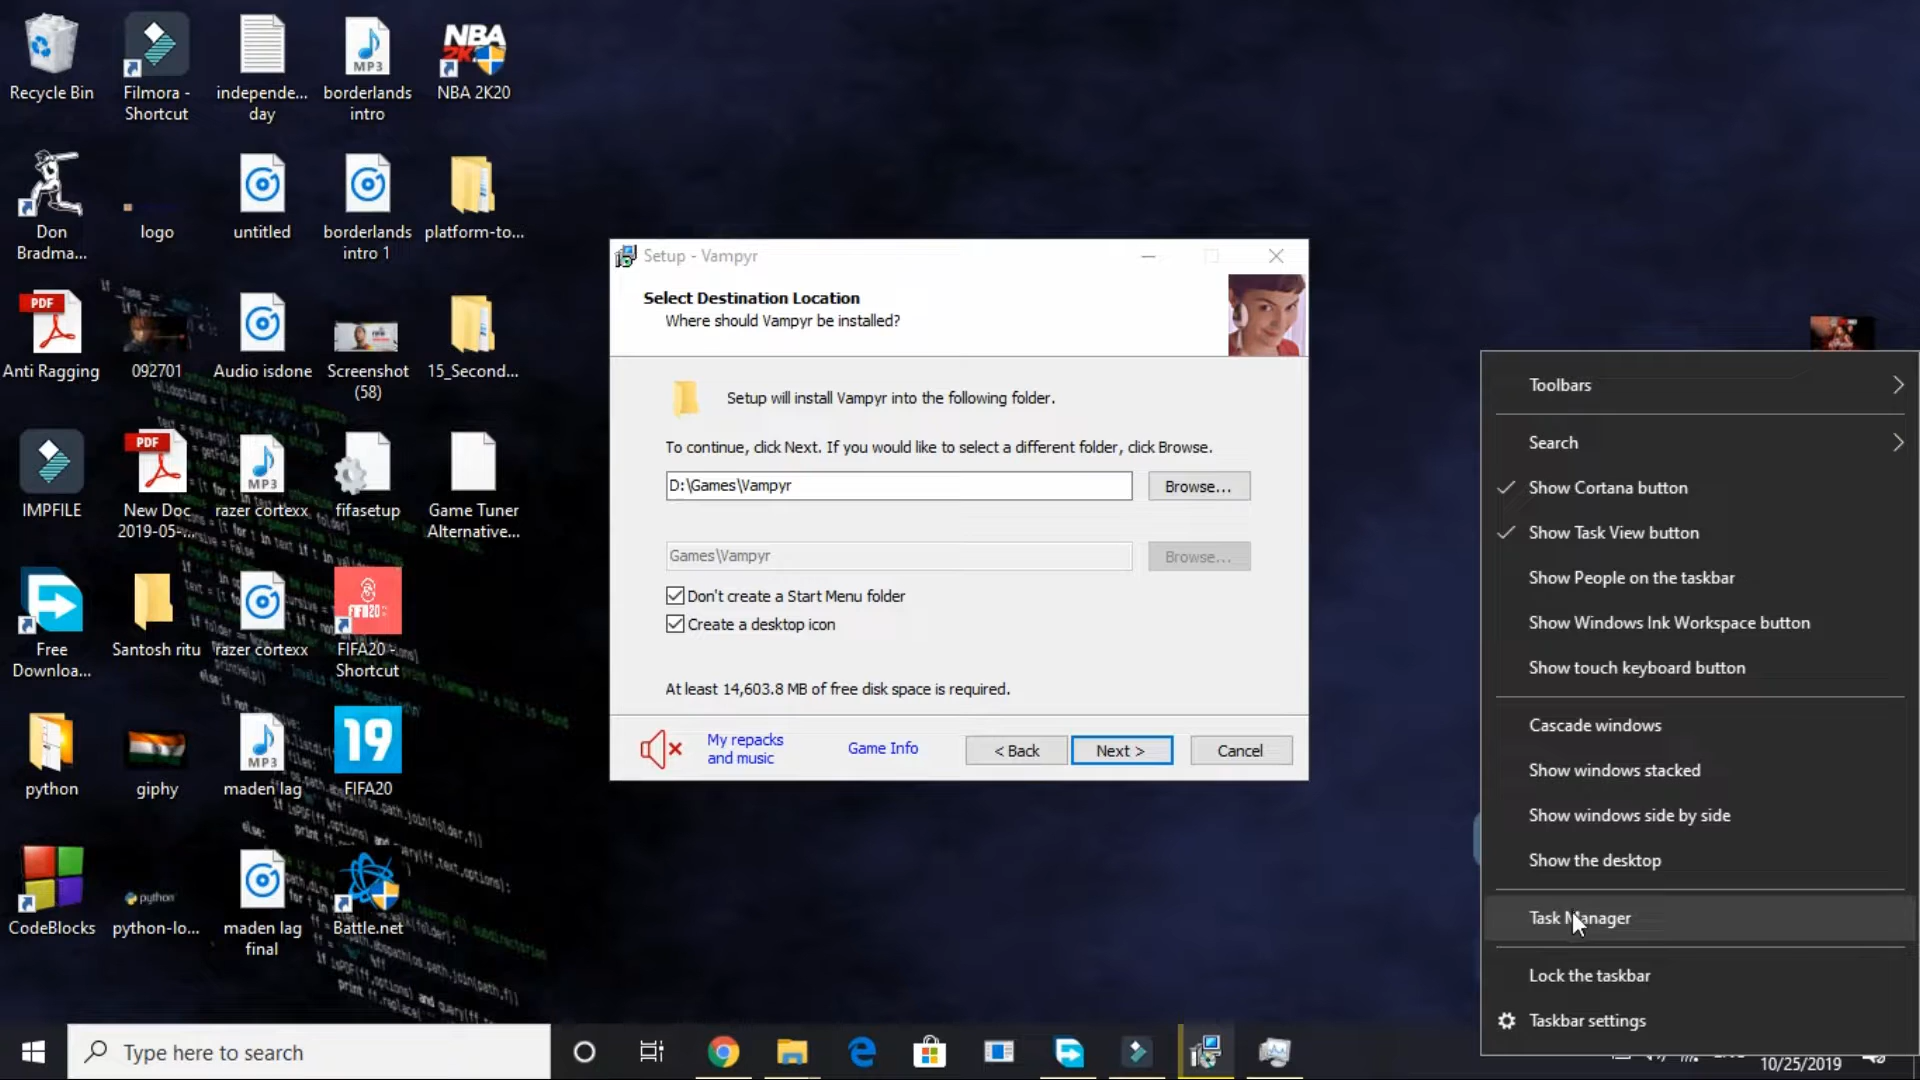 Recycle Bin
Filmora -
Shortcut
independe...
day
borderlands
intro
NBA 2K20
Don
Bradma...
logo
untitled
borderlands
intro 1
platform-to...
Anti Ragging
092701
Audio isdone
Screenshot
(58)
15_Second...
IMPFILE
New Doc
2019-05-...
razer cortexx
fifasetup
Game Tuner
Alternative...
Free
Downloa...
Santosh ritu
razer cortexx
FIFA20 -
Shortcut
python
giphy
maden lag
FIFA20
CodeBlocks
python-lo...
maden lag
final
Battle.net
Setup - Vampyr
Select Destination Location
Where should Vampyr be installed?
Setup will install Vampyr into the following folder.
To continue, click Next. If you would like to select a different folder, click Browse.
D:\Games\Vampyr
Browse...
Games\Vampyr
Browse...
Don't create a Start Menu folder
Create a desktop icon
At least 14,603.8 MB of free disk space is required.
My repacks
and music
Game Info
< Back
Next >
Cancel
Toolbars
Search
Show Cortana button
Show Task View button
Show People on the taskbar
Show Windows Ink Workspace button
Show touch keyboard button
Cascade windows
Show windows stacked
Show windows side by side
Show the desktop
Task Manager
Lock the taskbar
Taskbar settings
Type here to search
10/25/2019